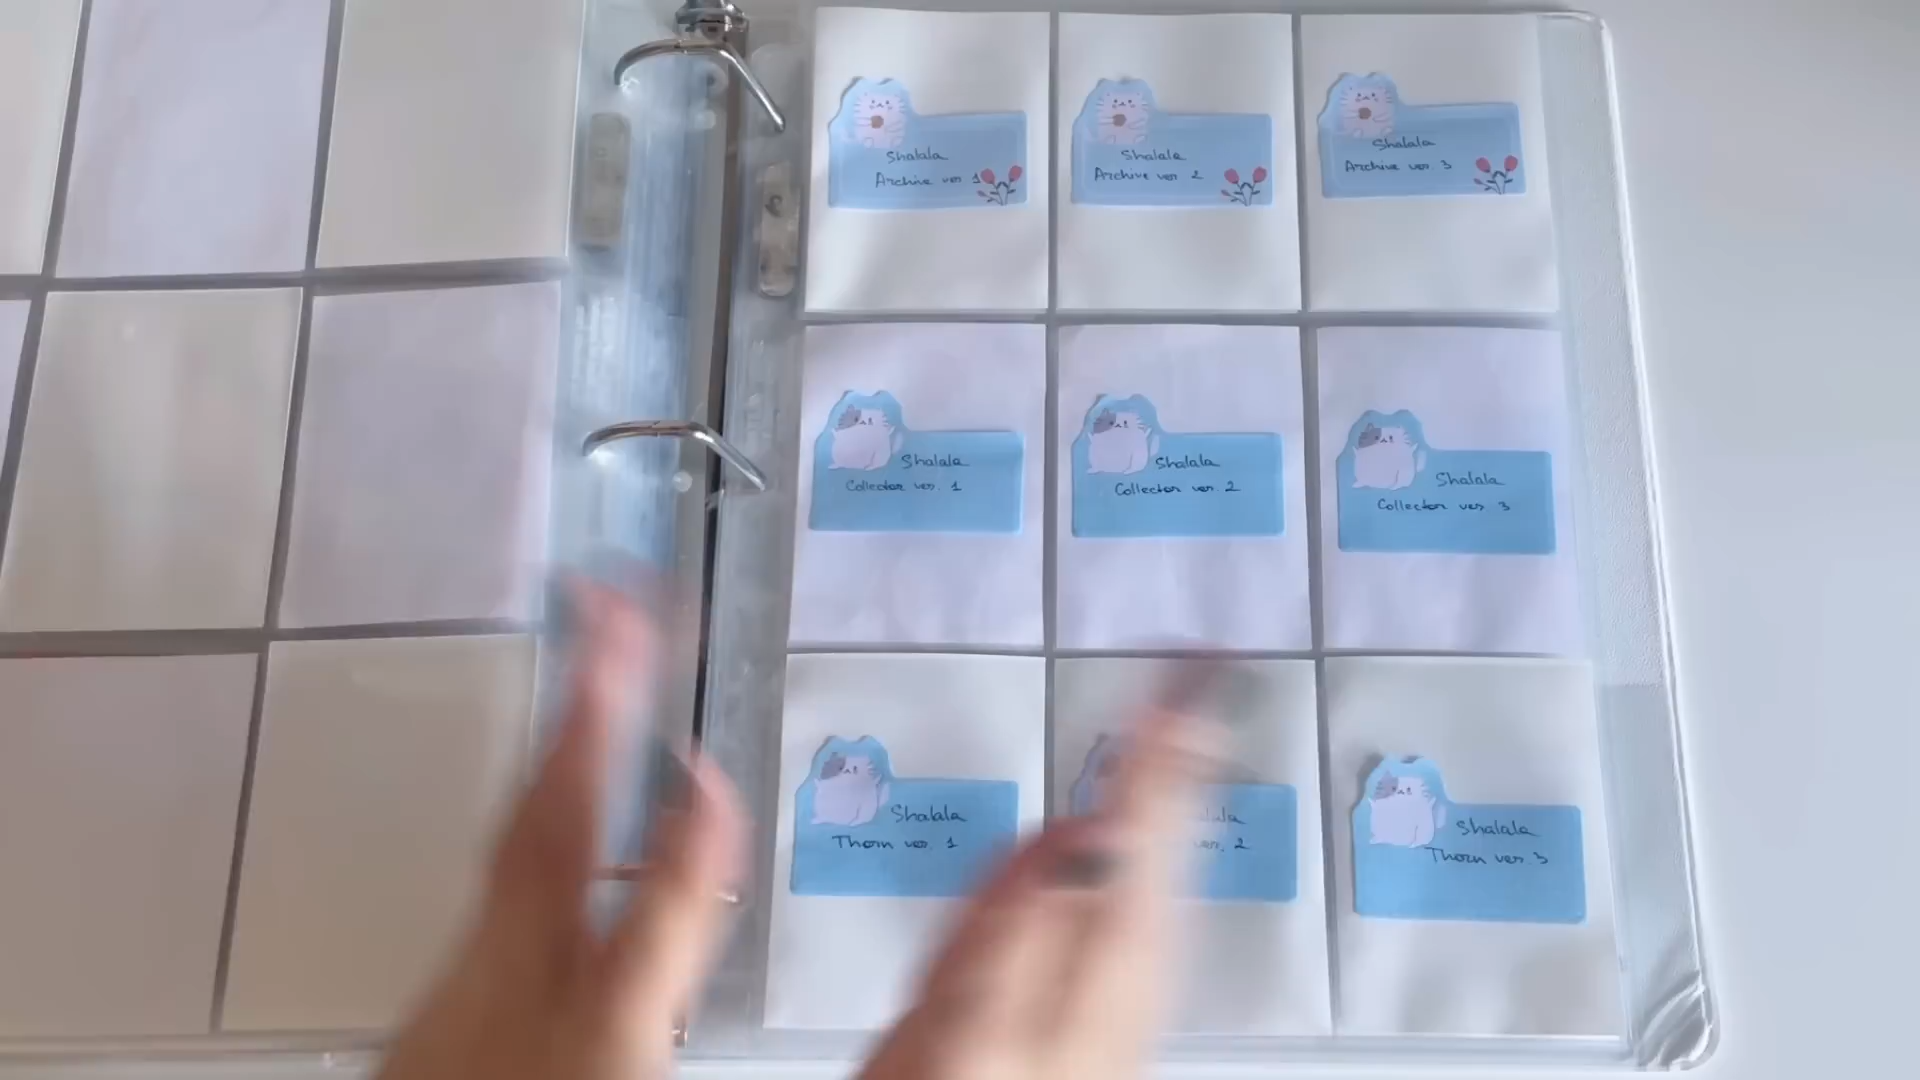 Shalala
Archive ver 1
Shalala
Archive ver 2
Shalala
Archive ver. 3
Shalala
Collector ver. 1
Shalala
Collector ver. 2
Shalala
Collector ver 3
Shalala
Thorn ver. 1
ver. 2
Shalala
Thorn ver. 3